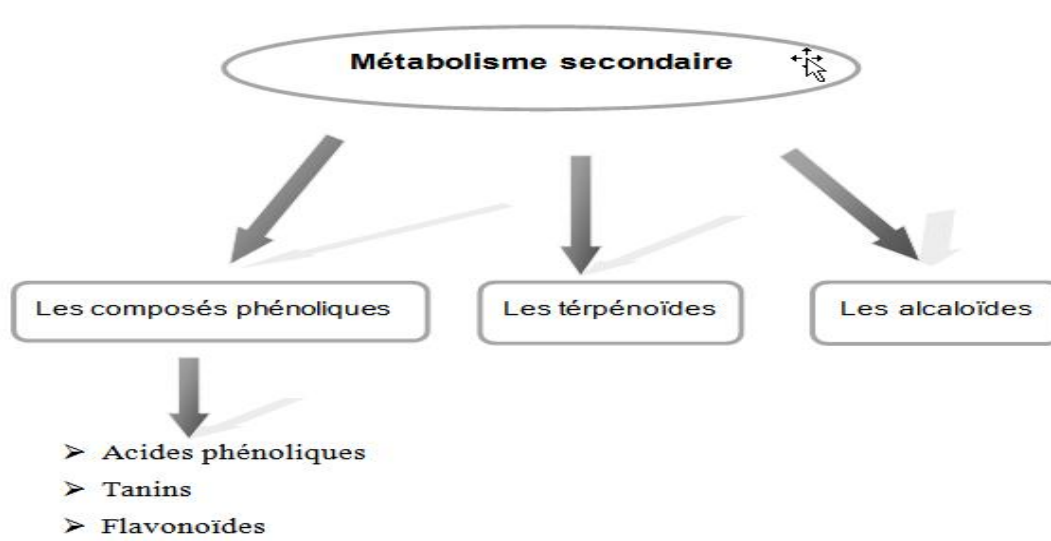 Métabolisme secondaire
Les composés phénoliques
Les térpénoïdes
Les alcaloïdes
➢ Acides phénoliques
➢ Tanins
➢ Flavonoïdes